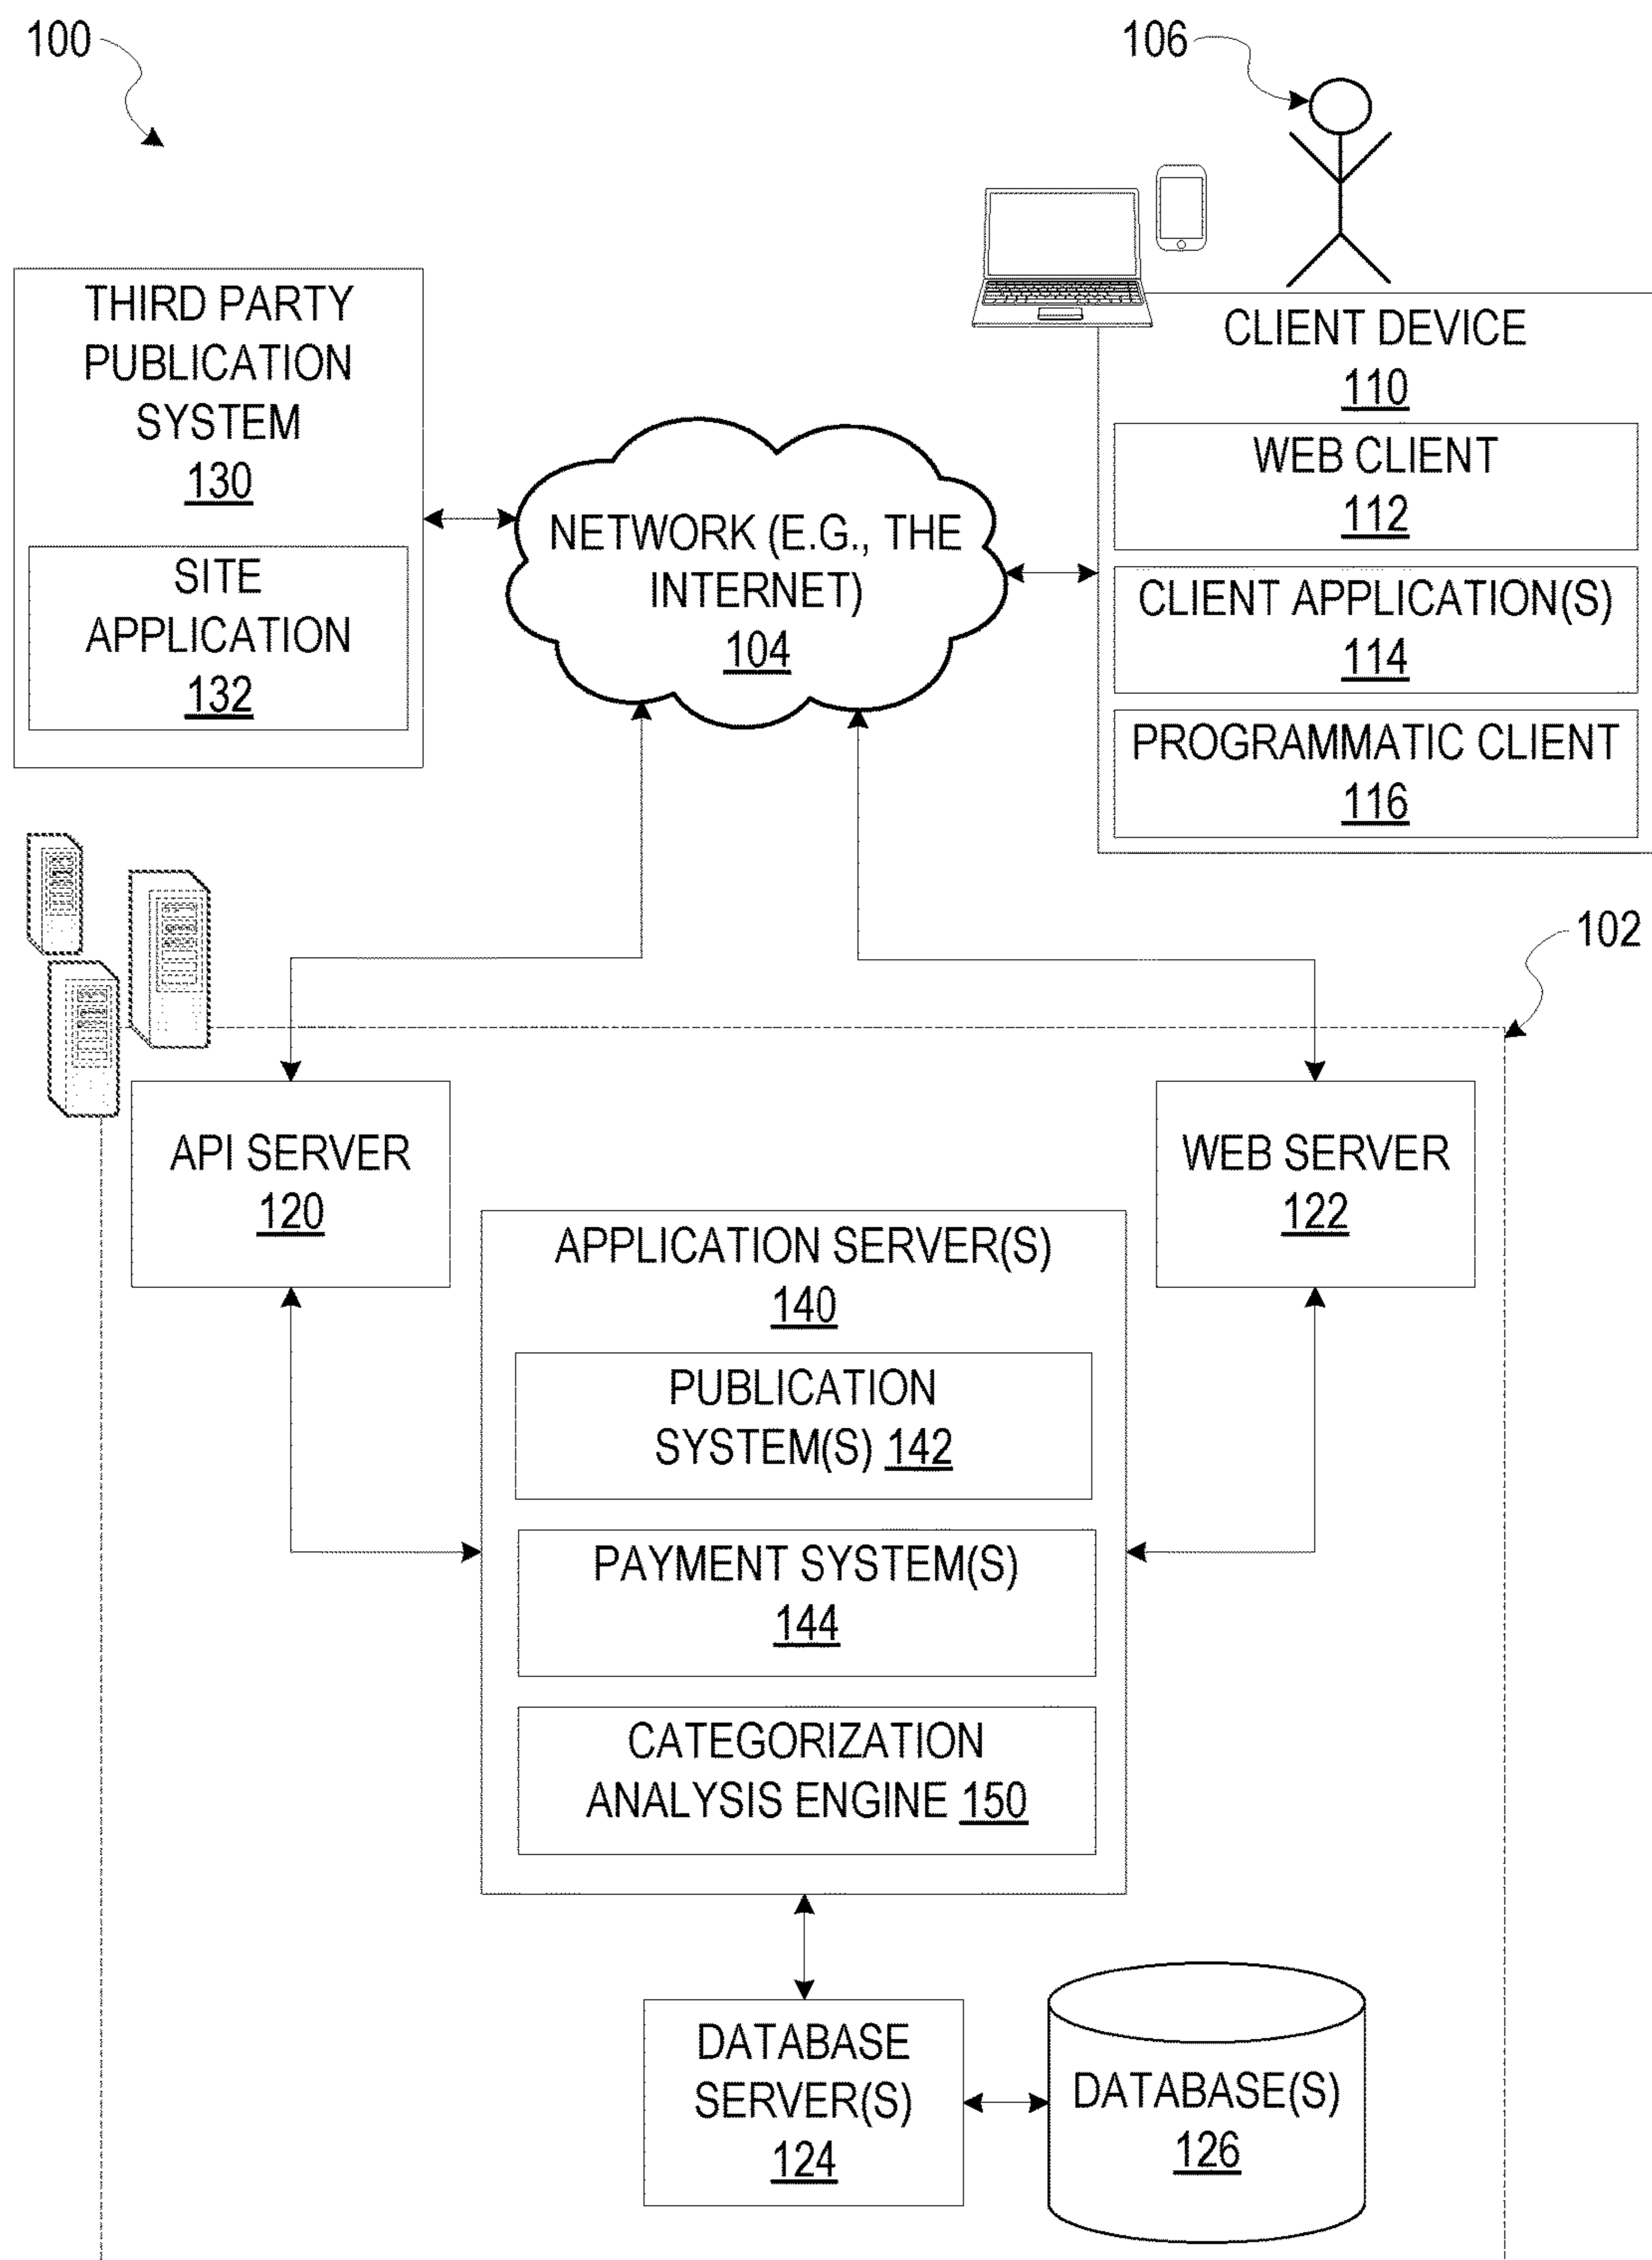 100
106
THIRD PARTY
PUBLICATION
SYSTEM
130
SITE
APPLICATION
132
NETWORK (E.G., THE
INTERNET)
104
CLIENT DEVICE
110
WEB CLIENT
112
CLIENT APPLICATION(S)
114
PROGRAMMATIC CLIENT
116
102
API SERVER
120
WEB SERVER
122
APPLICATION SERVER(S)
140
PUBLICATION
SYSTEM(S) 142
PAYMENT SYSTEM(S)
144
CATEGORIZATION
ANALYSIS ENGINE 150
DATABASE
SERVER(S)
124
DATABASE(S)
126